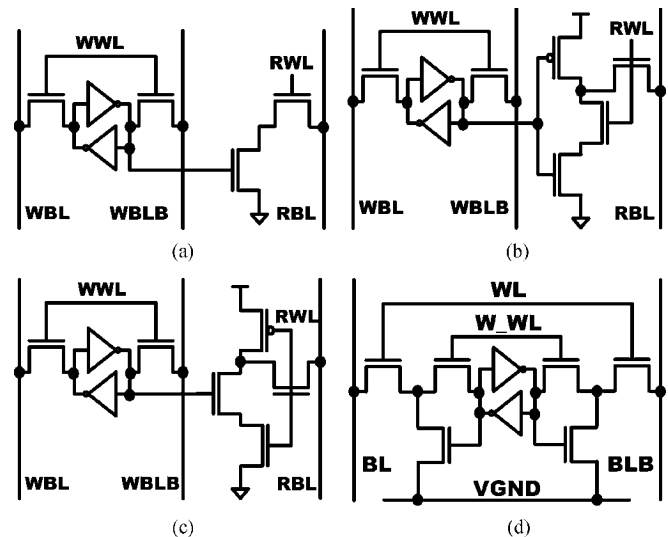 WWL
RWL
WBL WBLB RBL
(a)
WWL
RWL
WBL WBLB RBL
(b)
WWL
RWL
WBL WBLB RBL
(c)
WL
W_WL
BL BLB
VGND
(d)